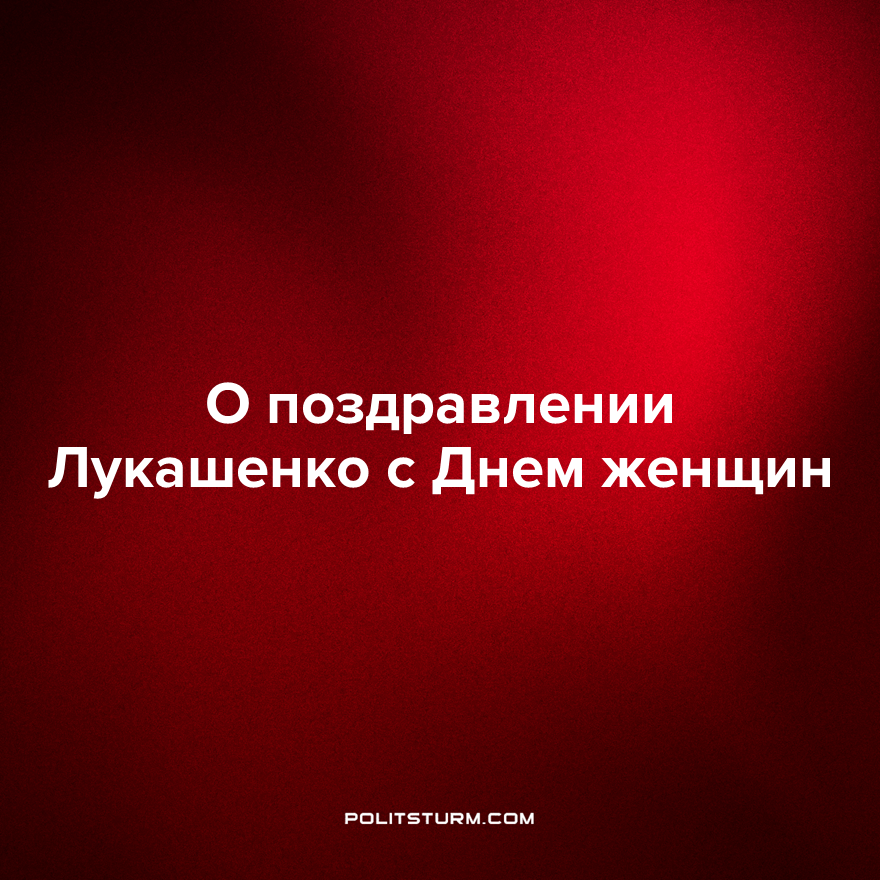 О поздравлении
Лукашенко с Днем женщин
POLITSTURM.COM